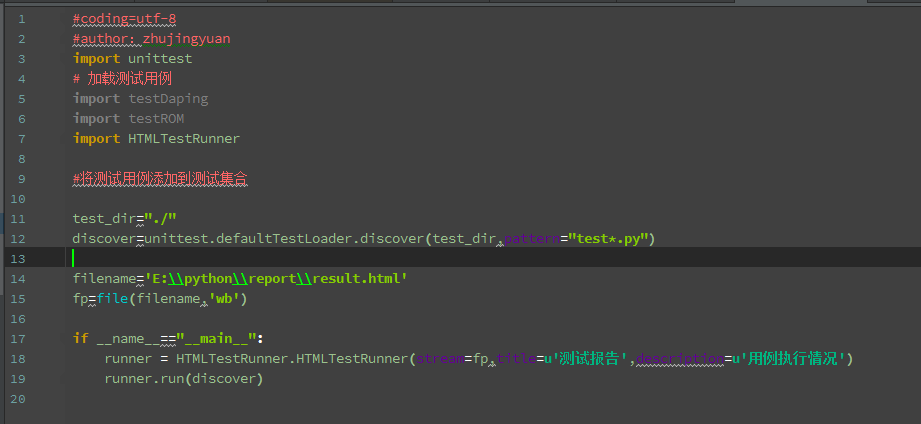 1 #coding=utf-8
2 #author：zhujingyuan
3 import unittest
4 # 加载测试用例
5 import testDaping
6 import testROM
7 import HTMLTestRunner
8
9 #将测试用例添加到测试集合
10
11 test_dir="./"
12 discover=unittest.defaultTestLoader.discover(test_dir,pattern="test*.py")
13
14 filename='E:\\python\\report\\result.html'
15 fp=file(filename,'wb')
16
17 if __name__=="__main__":
18     runner = HTMLTestRunner.HTMLTestRunner(stream=fp,title=u'测试报告',description=u'用例执行情况')
19     runner.run(discover)
20